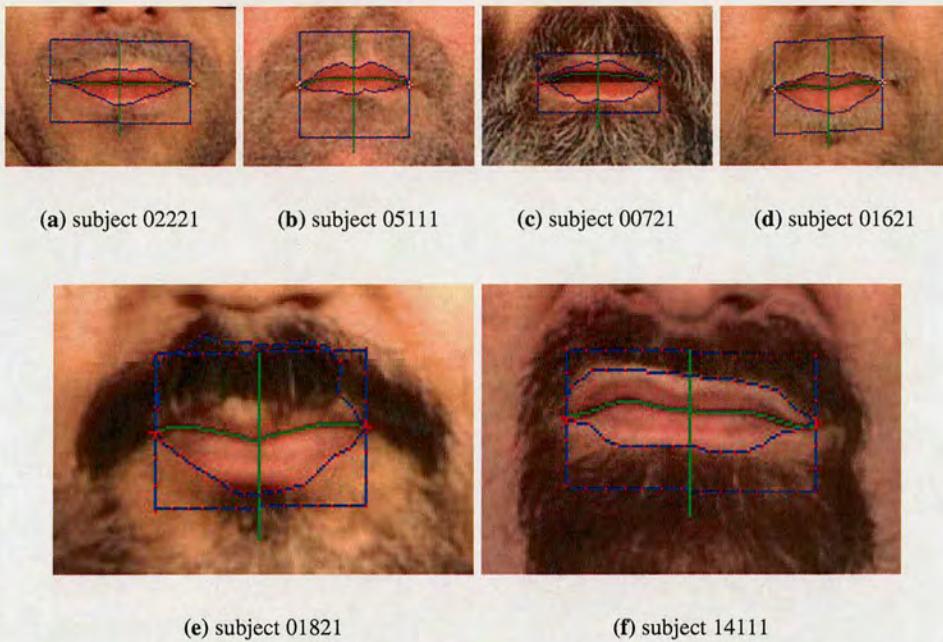 (a) subject 02221
(b) subject 05111
(c) subject 00721
(d) subject 01621
(e) subject 01821
(f) subject 14111